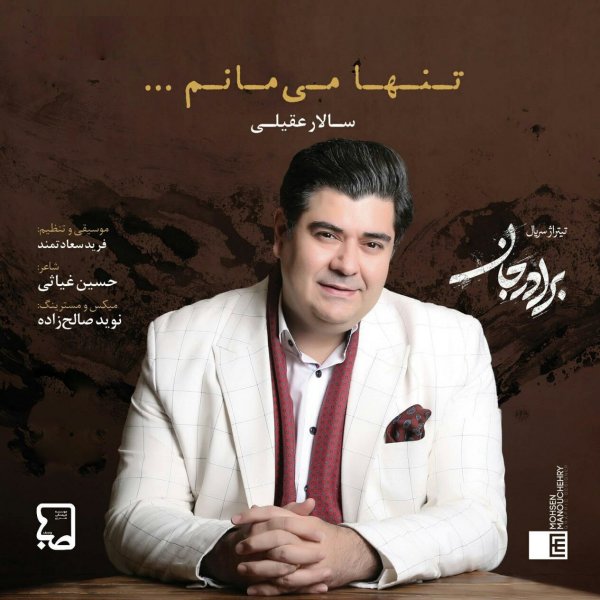 تنها می‌مانم ...
سالار عقیلی
تیتراژ سریال
برادرجان
موسیقی و تنظیم:
فرید سعادتمند
شاعر:
حسین غیاثی
میکس و مسترینگ:
نوید صالح‌زاده
MOHSEN
MANOUCHEHRY